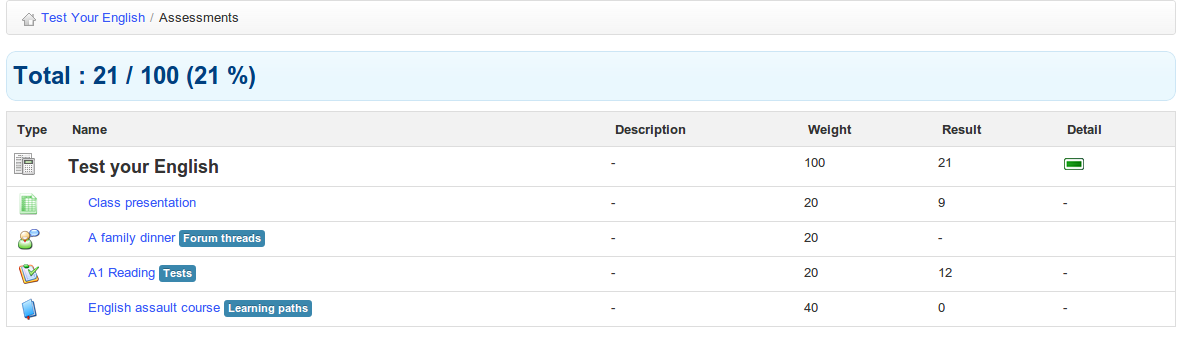 Test Your English / Assessments
Total : 21 / 100 (21 %)
Type Name Description Weight Result Detail
Test your English - 100 21
Class presentation - 20 9 -
A family dinner Forum threads - 20 -
A1 Reading Tests - 20 12 -
English assault course Learning paths - 40 0 -